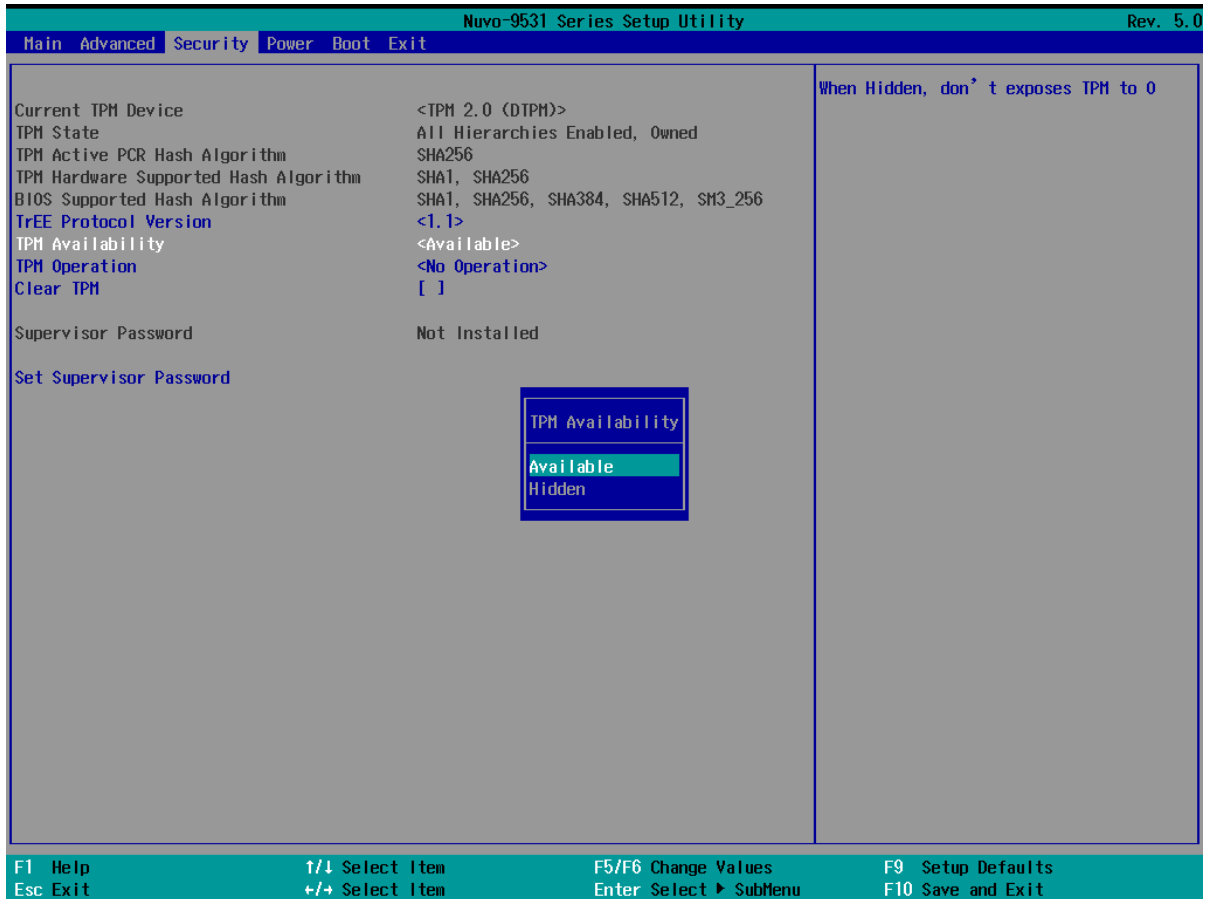 Nuvo-9531 Series Setup Utility Rev. 5.0
Main Advanced Security Power Boot Exit
When Hidden, don't exposes TPM to 0
Current TPM Device <TPM 2.0 (DTPM)>
TPM State All Hierarchies Enabled, Owned
TPM Active PCR Hash Algorithm SHA256
TPM Hardware Supported Hash Algorithm SHA1, SHA256
BIOS Supported Hash Algorithm SHA1, SHA256, SHA384, SHA512, SM3_256
TrEE Protocol Version <1.1>
TPM Availability <Available>
TPM Operation <No Operation>
Clear TPM [ ]
Supervisor Password Not Installed
Set Supervisor Password
TPM Availability
Available
Hidden
F1 Help ↑/↓ Select Item F5/F6 Change Values F9 Setup Defaults
Esc Exit ←/→ Select Item Enter Select ▶ SubMenu F10 Save and Exit